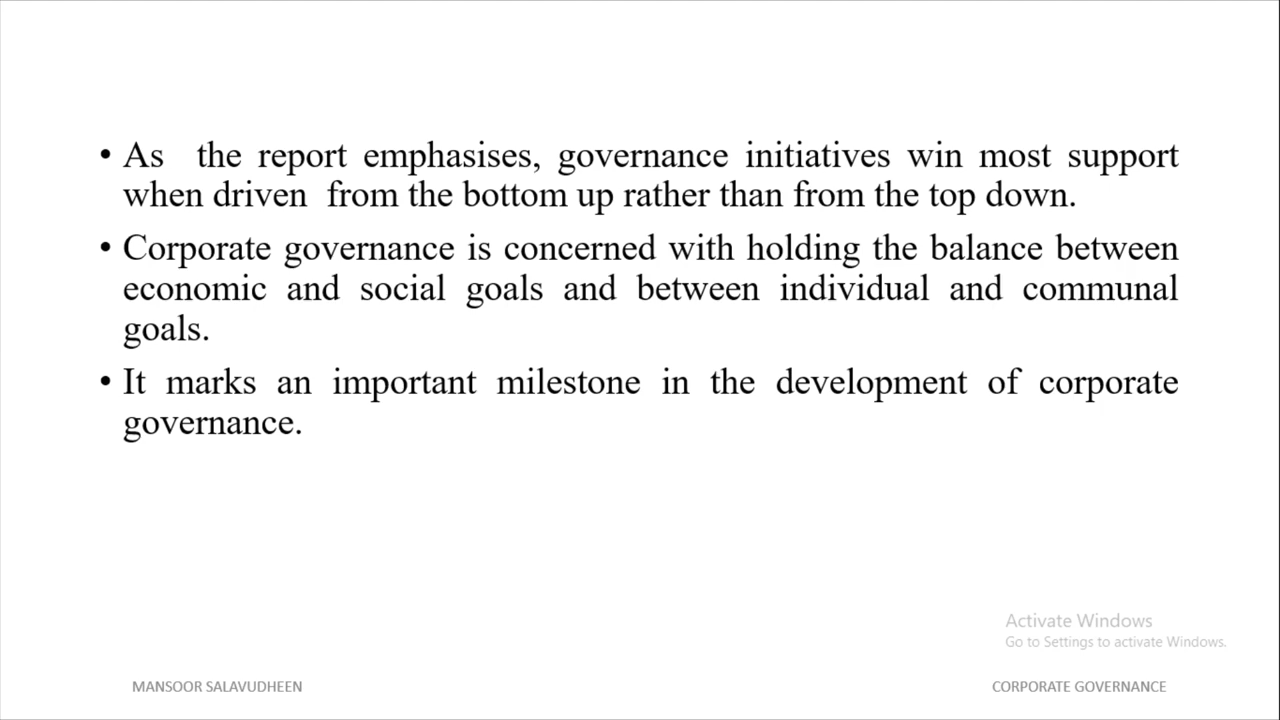 • As the report emphasises, governance initiatives win most support
when driven from the bottom up rather than from the top down.
• Corporate governance is concerned with holding the balance between
economic and social goals and between individual and communal
goals.
• It marks an important milestone in the development of corporate
governance.
Activate Windows
Go to Settings to activate Windows.
MANSOOR SALAVUDHEEN
CORPORATE GOVERNANCE